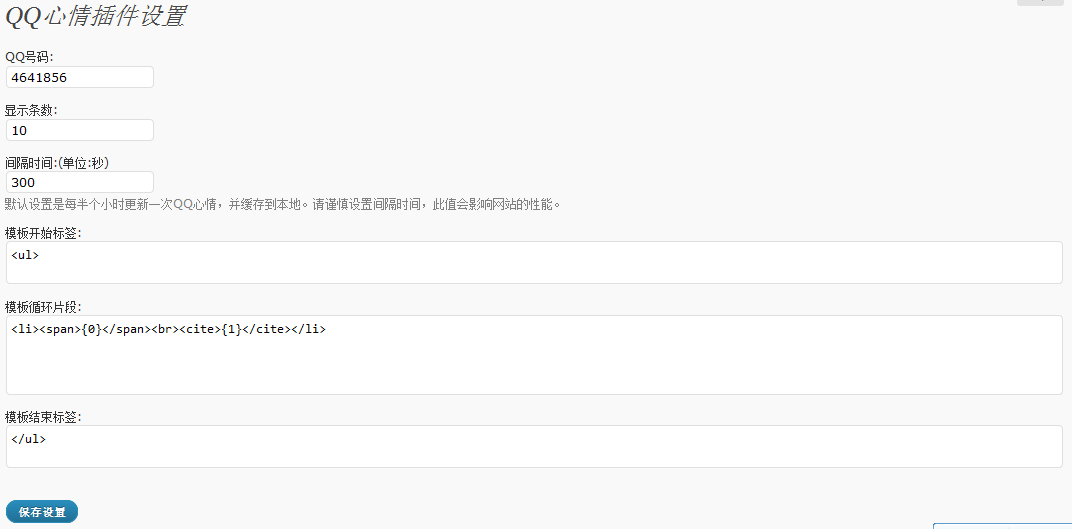 QQ心情插件设置
QQ号码:
4641856
显示条数:
10
间隔时间:(单位:秒)
300
默认设置是每半个小时更新一次QQ心情，并缓存到本地。请谨慎设置间隔时间，此值会影响网站的性能。
模板开始标签:
<ul>
模板循环片段:
<li><span>{0}</span><br><cite>{1}</cite></li>
模板结束标签:
</ul>
保存设置